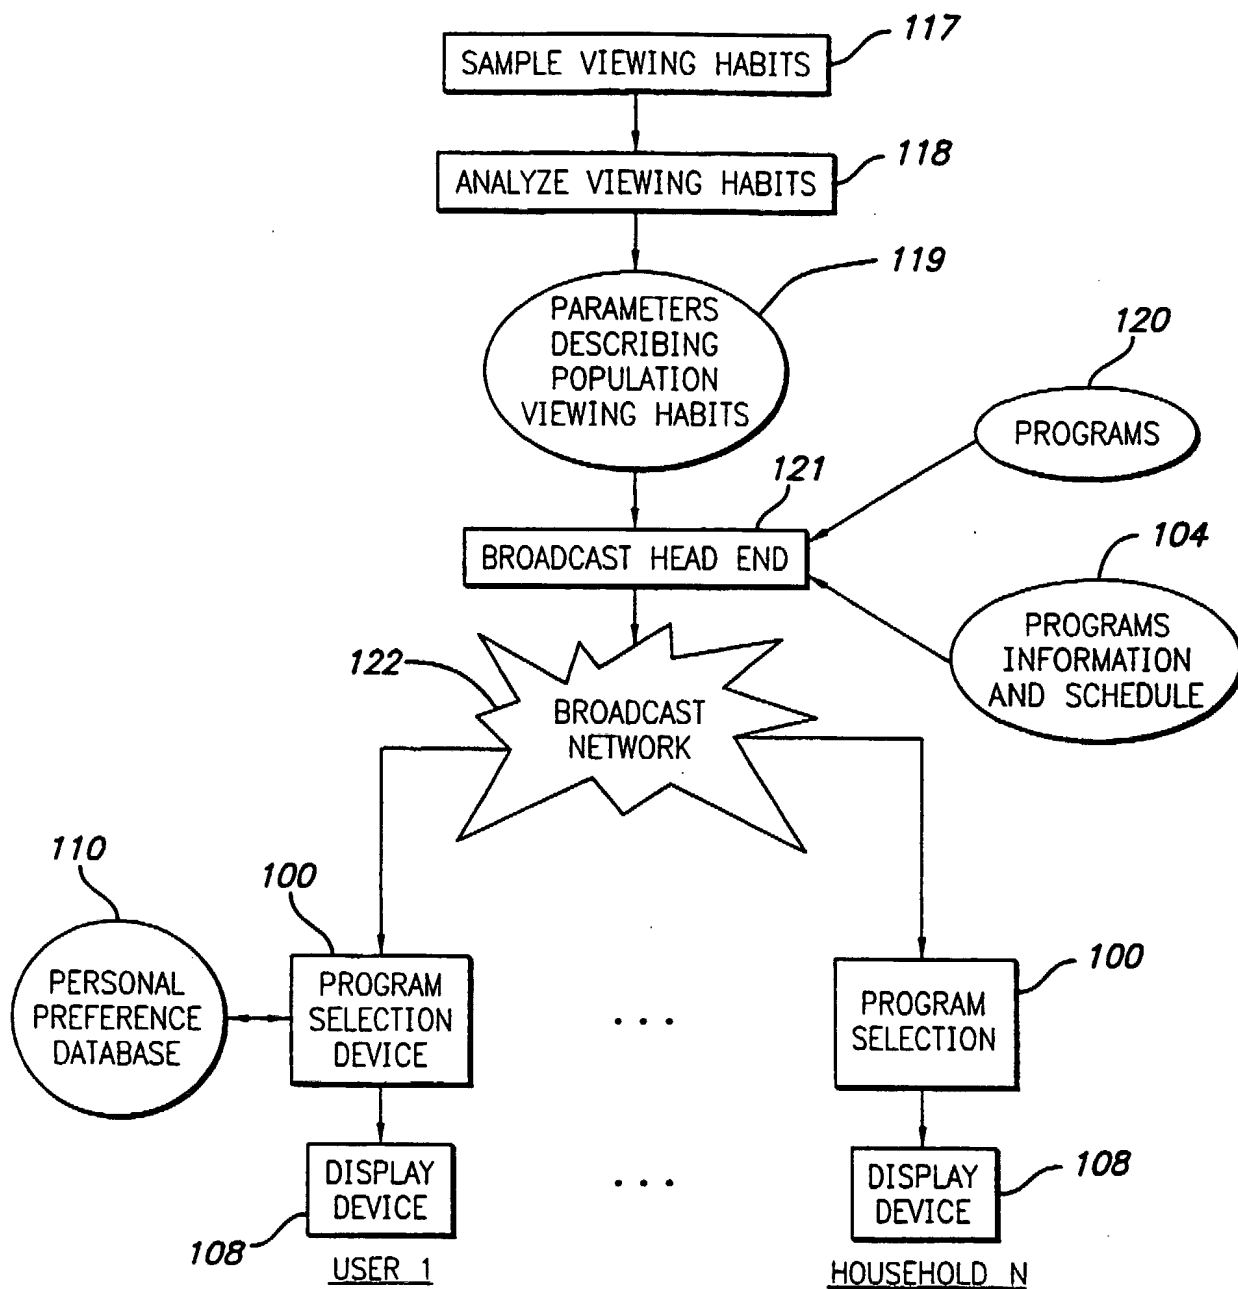 117
SAMPLE VIEWING HABITS
118
ANALYZE VIEWING HABITS
119
PARAMETERS
DESCRIBING
POPULATION
VIEWING HABITS
120
PROGRAMS
121
BROADCAST HEAD END
104
PROGRAMS
INFORMATION
AND SCHEDULE
122
BROADCAST
NETWORK
110
PERSONAL
PREFERENCE
DATABASE
100
PROGRAM
SELECTION
DEVICE
. . .
100
PROGRAM
SELECTION
DISPLAY
DEVICE
108
USER 1
. . .
DISPLAY
DEVICE
108
HOUSEHOLD N